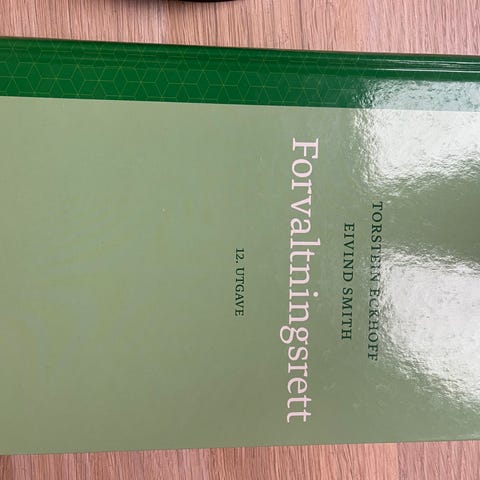 TORSTEIN ECKHOFF
EIVIND SMITH
Forvaltningsrett
12. UTGAVE